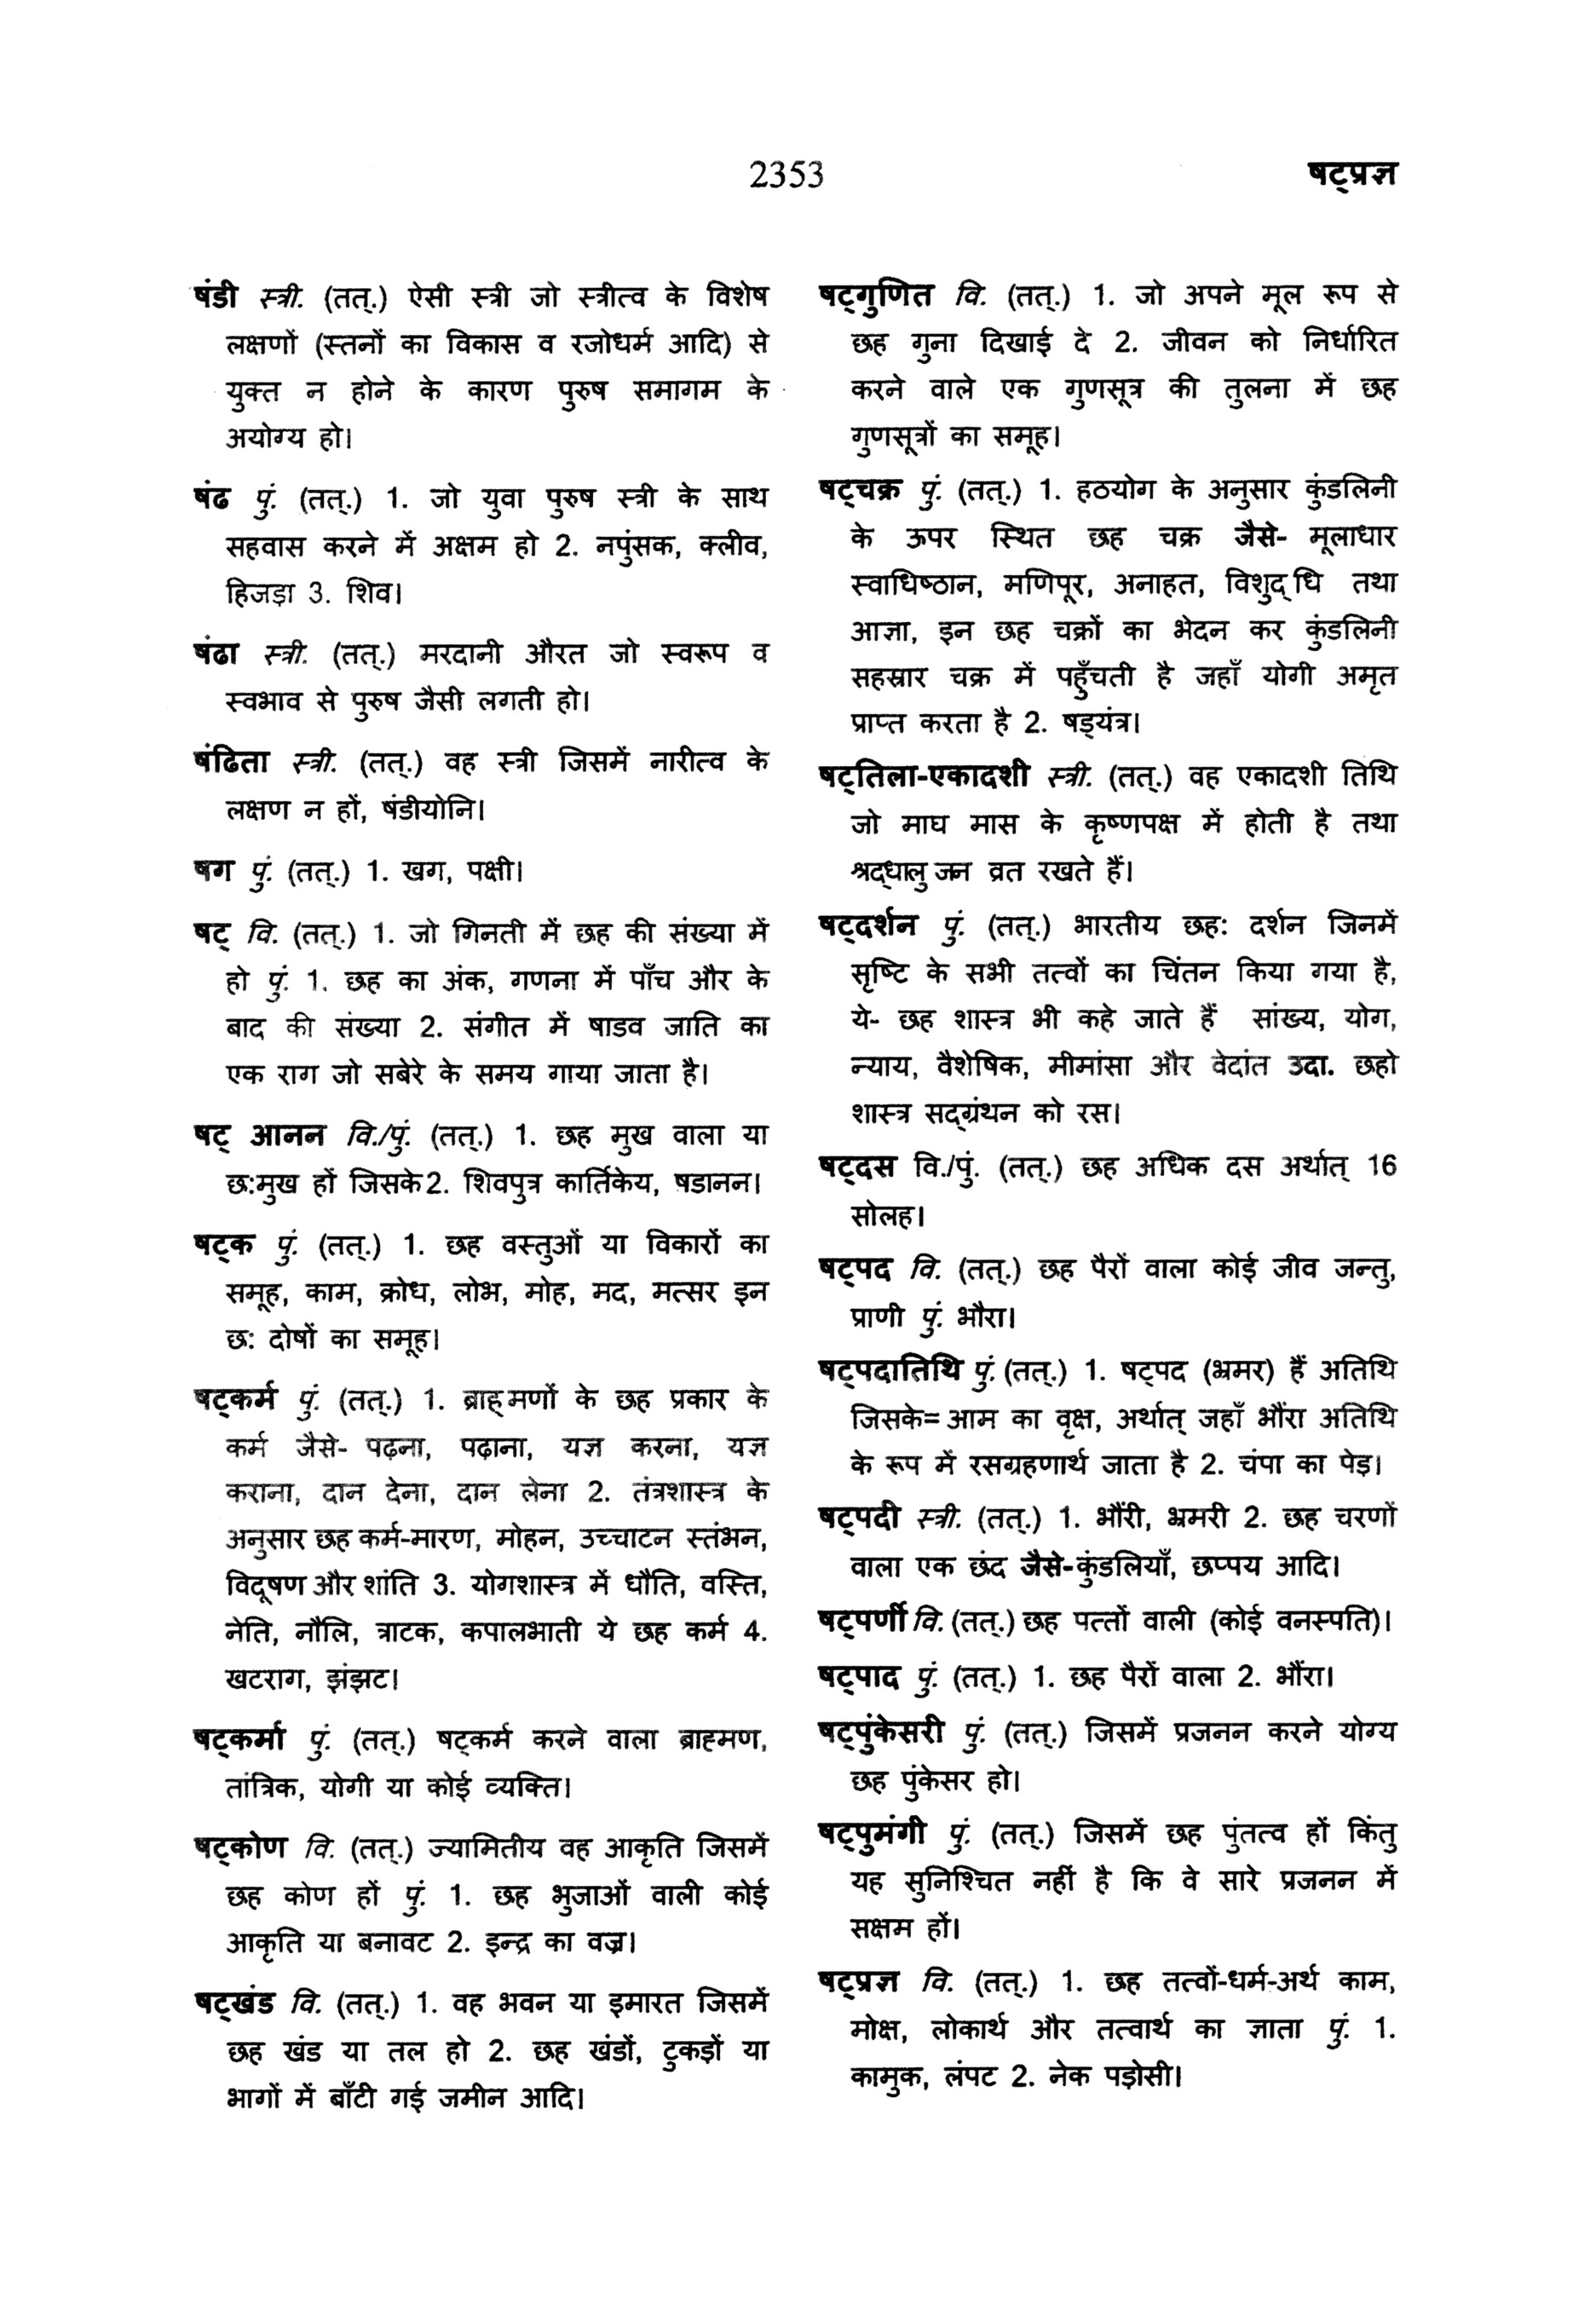 2353
षट्प्रज्ञ
षंडी स्त्री. (तत्.) ऐसी स्त्री जो स्त्रीत्व के विशेष
लक्षणों (स्तनों का विकास व रजोधर्म आदि) से
युक्त न होने के कारण पुरुष समागम के
अयोग्य हो।
षंढ पुं. (तत्.) 1. जो युवा पुरुष स्त्री के साथ
सहवास करने में अक्षम हो 2. नपुंसक, क्लीव,
हिजड़ा 3. शिव।
षंढा स्त्री. (तत्.) मरदानी औरत जो स्वरूप व
स्वभाव से पुरुष जैसी लगती हो।
षंढिता स्त्री. (तत्.) वह स्त्री जिसमें नारीत्व के
लक्षण न हों, षंडीयोनि।
षग पुं. (तत्.) 1. खग, पक्षी।
षट् वि. (तत्.) 1. जो गिनती में छह की संख्या में
हो पुं. 1. छह का अंक, गणना में पाँच और के
बाद की संख्या 2. संगीत में षाडव जाति का
एक राग जो सबेरे के समय गाया जाता है।
षट् आनन वि./पुं. (तत्.) 1. छह मुख वाला या
छ:मुख हों जिसके2. शिवपुत्र कार्तिकेय, षडानन।
षट्क पुं. (तत्.) 1. छह वस्तुओं या विकारों का
समूह, काम, क्रोध, लोभ, मोह, मद, मत्सर इन
छ: दोषों का समूह।
षट्कर्म पुं. (तत्.) 1. ब्राह्मणों के छह प्रकार के
कर्म जैसे- पढ़ना, पढ़ाना, यज्ञ करना, यज्ञ
कराना, दान देना, दान लेना 2. तंत्रशास्त्र के
अनुसार छह कर्म-मारण, मोहन, उच्चाटन स्तंभन,
विदूषण और शांति 3. योगशास्त्र में धौति, वस्ति,
नेति, नौलि, त्राटक, कपालभाती ये छह कर्म 4.
खटराग, झंझट।
षट्कर्मा पुं. (तत्.) षट्कर्म करने वाला ब्राह्मण,
तांत्रिक, योगी या कोई व्यक्ति।
षट्कोण वि. (तत्.) ज्यामितीय वह आकृति जिसमें
छह कोण हों पुं. 1. छह भुजाओं वाली कोई
आकृति या बनावट 2. इन्द्र का वज्र।
षट्खंड वि. (तत्.) 1. वह भवन या इमारत जिसमें
छह खंड या तल हो 2. छह खंडों, टुकड़ों या
भागों में बाँटी गई जमीन आदि।
षट्गुणित वि. (तत्.) 1. जो अपने मूल रूप से
छह गुना दिखाई दे 2. जीवन को निर्धारित
करने वाले एक गुणसूत्र की तुलना में छह
गुणसूत्रों का समूह।
षट्चक्र पुं. (तत्.) 1. हठयोग के अनुसार कुंडलिनी
के ऊपर स्थित छह चक्र जैसे- मूलाधार
स्वाधिष्ठान, मणिपूर, अनाहत, विशुद्धि तथा
आज्ञा, इन छह चक्रों का भेदन कर कुंडलिनी
सहस्रार चक्र में पहुँचती है जहाँ योगी अमृत
प्राप्त करता है 2. षड्यंत्र।
षट्तिला-एकादशी स्त्री. (तत्.) वह एकादशी तिथि
जो माघ मास के कृष्णपक्ष में होती है तथा
श्रद्धालु जन व्रत रखते हैं।
षट्दर्शन पुं. (तत्.) भारतीय छह: दर्शन जिनमें
सृष्टि के सभी तत्वों का चिंतन किया गया है,
ये- छह शास्त्र भी कहे जाते हैं सांख्य, योग,
न्याय, वैशेषिक, मीमांसा और वेदांत उदा. छहो
शास्त्र सद्ग्रंथन को रस।
षट्दस वि./पुं. (तत्.) छह अधिक दस अर्थात् 16
सोलह।
षट्पद वि. (तत्.) छह पैरों वाला कोई जीव जन्तु,
प्राणी पुं. भौरा।
षट्पदातिथि पुं. (तत्.) 1. षट्पद (भ्रमर) हैं अतिथि
जिसके= आम का वृक्ष, अर्थात् जहाँ भौंरा अतिथि
के रूप में रसग्रहणार्थ जाता है 2. चंपा का पेड़।
षट्पदी स्त्री. (तत्.) 1. भौंरी, भ्रमरी 2. छह चरणों
वाला एक छंद जैसे-कुंडलियाँ, छप्पय आदि।
षट्पर्णी वि. (तत्.) छह पत्तों वाली (कोई वनस्पति)।
षट्पाद पुं. (तत्.) 1. छह पैरों वाला 2. भौंरा।
षट्पुंकेसरी पुं. (तत्.) जिसमें प्रजनन करने योग्य
छह पुंकेसर हो।
षट्पुमंगी पुं. (तत्.) जिसमें छह पुंतत्व हों किंतु
यह सुनिश्चित नहीं है कि वे सारे प्रजनन में
सक्षम हों।
षट्प्रज्ञ वि. (तत्.) 1. छह तत्वों-धर्म-अर्थ काम,
मोक्ष, लोकार्थ और तत्वार्थ का ज्ञाता पुं. 1.
कामुक, लंपट 2. नेक पड़ोसी।